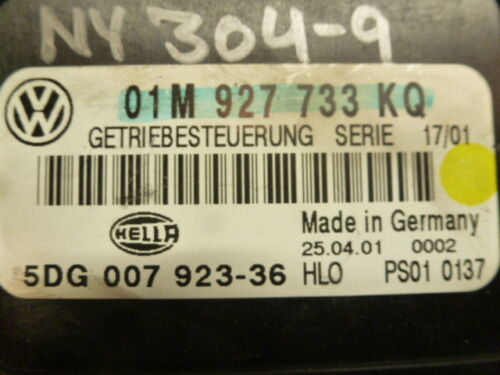 NY 304-9
01M 927 733 KQ
GETRIEBESTEUERUNG SERIE 17/01
HELLA
Made in Germany
25.04.01 0002
5DG 007 923-36 HLO PS01 0137